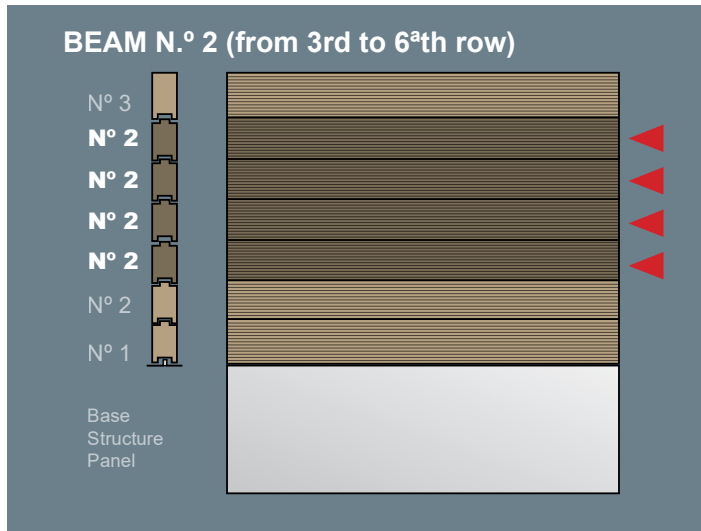 BEAM N.º 2 (from 3rd to 6ªth row)
Nº 3
Nº 2
Nº 2
Nº 2
Nº 2
Nº 2
Nº 1
Base
Structure
Panel